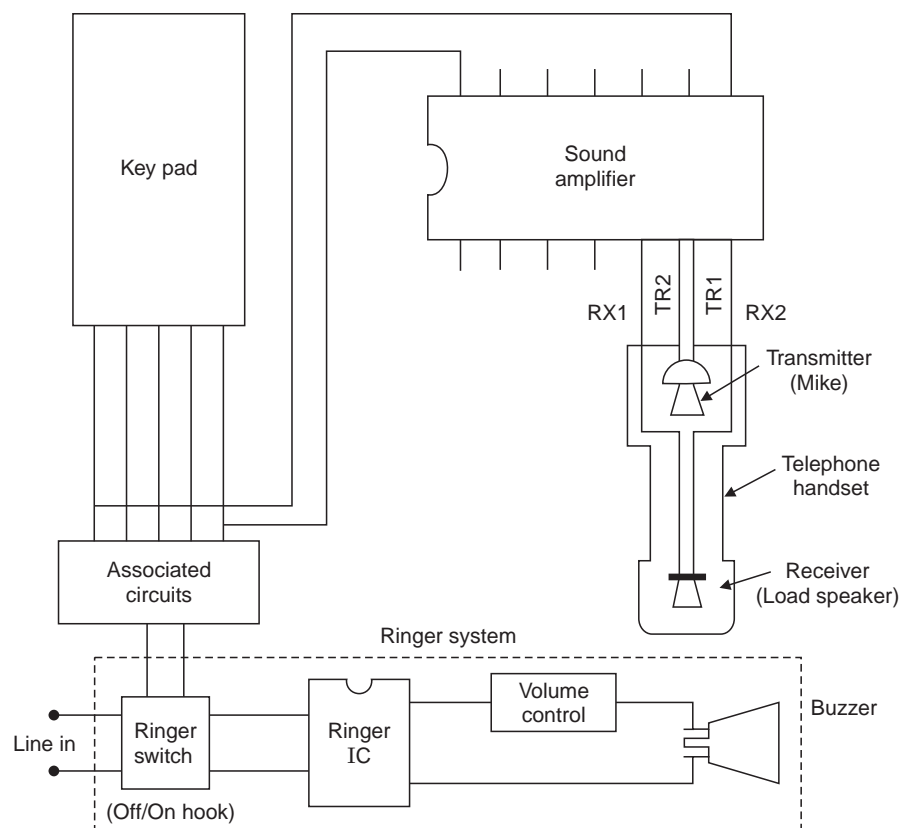 Key pad
Sound
amplifier
RX1
TR2
TR1
RX2
Transmitter
(Mike)
Telephone
handset
Associated
circuits
Receiver
(Load speaker)
Ringer system
Line in
Ringer
switch
(Off/On hook)
Ringer
IC
Volume
control
Buzzer